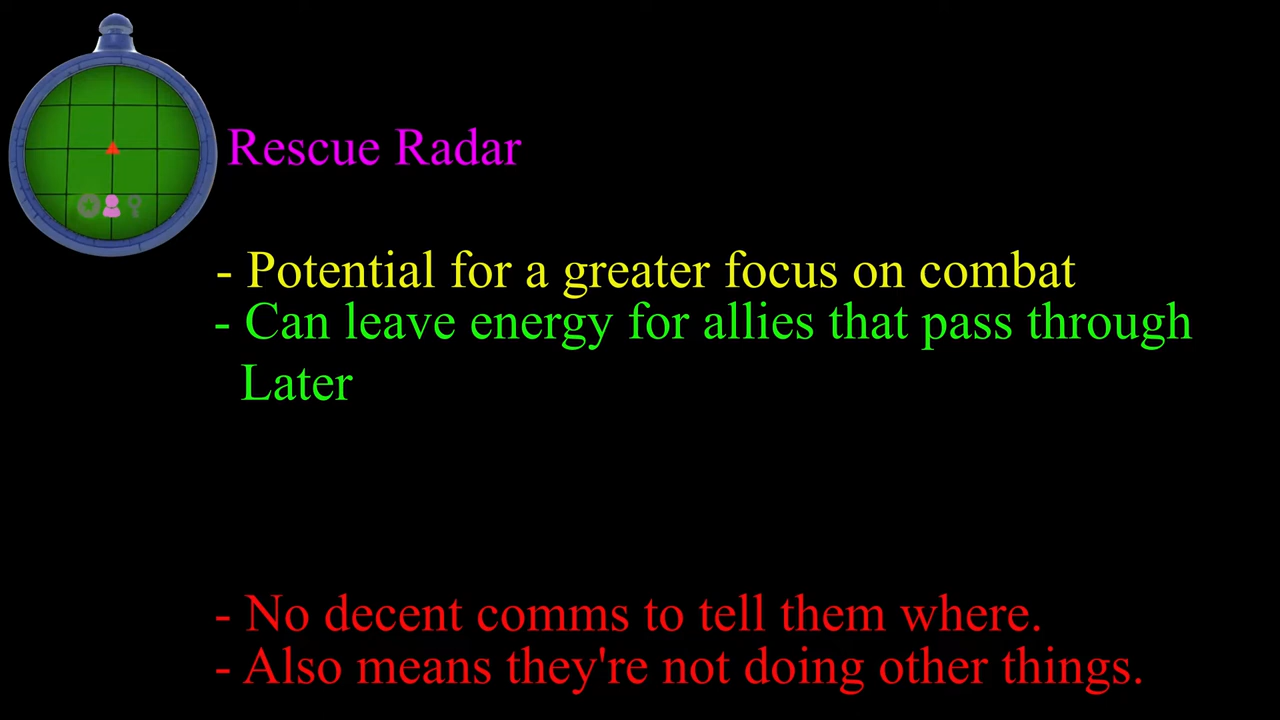 Rescue Radar
- Potential for a greater focus on combat
- Can leave energy for allies that pass through
Later
- No decent comms to tell them where.
- Also means they're not doing other things.